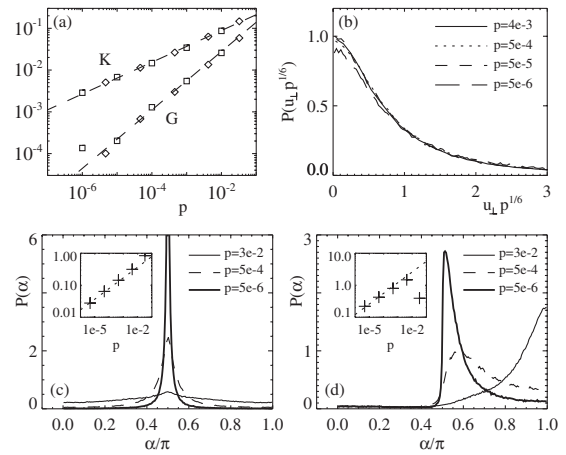 (a)
10⁻¹
10⁻²
10⁻³
10⁻⁴
K
G
10⁻⁶ 10⁻⁴ 10⁻²
p
(b)
P(u⊥ p^1/6)
1.0
0.5
0.0
p=4e-3
p=5e-4
p=5e-5
p=5e-6
0 1 2 3
u⊥ p^1/6
(c)
P(α)
6
4
2
0
1.00
0.10
0.01
1e-5 1e-2
p
p=3e-2
p=5e-4
p=5e-6
0.0 0.2 0.4 0.6 0.8 1.0
α/π
(d)
P(α)
3
2
1
0
10.0
1.0
0.1
1e-5 1e-2
p
p=3e-2
p=5e-4
p=5e-6
0.0 0.2 0.4 0.6 0.8 1.0
α/π